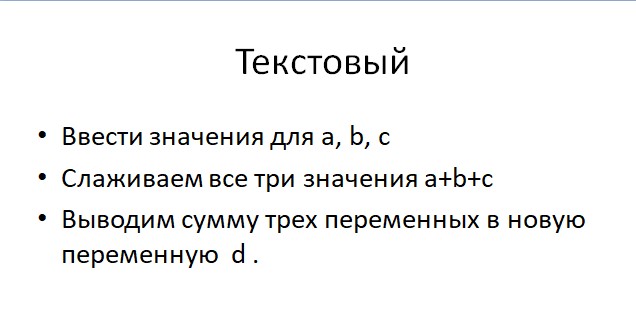 Текстовый
• Ввести значения для a, b, c
• Слаживаем все три значения a+b+c
• Выводим сумму трех переменных в новую
переменную d .